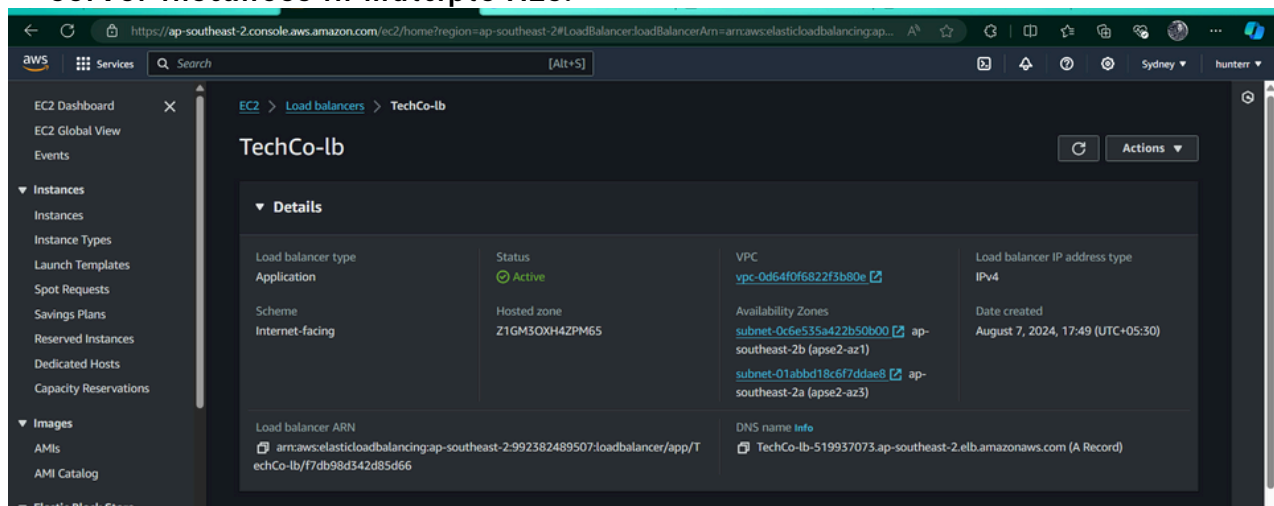 server instances in multiple AZs.
https://ap-southeast-2.console.aws.amazon.com/ec2/home?region=ap-southeast-2#LoadBalancer:loadBalancerArn=arn:aws:elasticloadbalancing:ap...
aws Services Search [Alt+S] Sydney ▼ hunterr ▼
EC2 Dashboard
EC2 Global View
Events
▼ Instances
Instances
Instance Types
Launch Templates
Spot Requests
Savings Plans
Reserved Instances
Dedicated Hosts
Capacity Reservations
▼ Images
AMIs
AMI Catalog
EC2 > Load balancers > TechCo-lb
TechCo-lb
Actions ▼
▼ Details
Load balancer type
Application
Status
Active
VPC
vpc-0d64f0f6822f3b80e
Load balancer IP address type
IPv4
Scheme
Internet-facing
Hosted zone
Z1GM3OXH4ZPM65
Availability Zones
subnet-0c6e535a422b50b00 ap-
southeast-2b (apse2-az1)
subnet-01abbd18c6f7ddae8 ap-
southeast-2a (apse2-az3)
Date created
August 7, 2024, 17:49 (UTC+05:30)
Load balancer ARN
arn:aws:elasticloadbalancing:ap-southeast-2:992382489507:loadbalancer/app/T
echCo-lb/f7db98d342d85d66
DNS name Info
TechCo-lb-519937073.ap-southeast-2.elb.amazonaws.com (A Record)